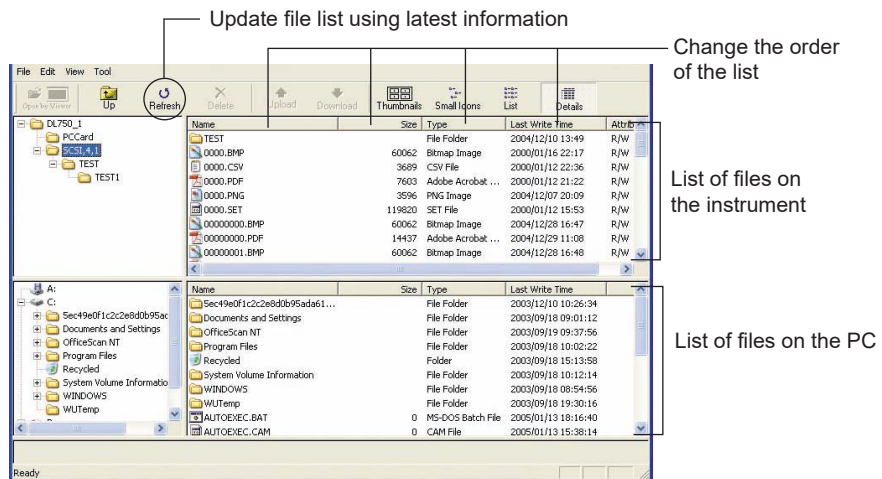 Update file list using latest information
Change the order
of the list
File Edit View Tool
Open by Viewer Up Refresh Delete Upload Download Thumbnails Small Icons List Details
DL750_1
PCCard
SCSI,4,1
TEST
TEST1
Name Size Type Last Write Time Attrib
TEST File Folder 2004/12/10 13:49 R/W
0000.BMP 60062 Bitmap Image 2000/01/16 22:17 R/W
0000.CSV 3689 CSV File 2000/01/12 22:36 R/W
0000.PDF 7603 Adobe Acrobat ... 2000/01/12 21:22 R/W
0000.PNG 3596 PNG Image 2004/12/07 20:09 R/W
0000.SET 119820 SET File 2000/01/12 15:53 R/W
00000000.BMP 60062 Bitmap Image 2004/12/28 16:47 R/W
00000000.PDF 14437 Adobe Acrobat ... 2004/12/29 11:08 R/W
00000001.BMP 60062 Bitmap Image 2004/12/28 16:48 R/W
List of files on
the instrument
A:
C:
5ec49e0f1c2c2e8d0b95ac
Documents and Settings
OfficeScan NT
Program Files
Recycled
System Volume Informatio
WINDOWS
WUTemp
Name Size Type Last Write Time
5ec49e0f1c2c2e8d0b95ada61... File Folder 2003/12/10 10:26:34
Documents and Settings File Folder 2003/09/18 09:01:12
OfficeScan NT File Folder 2003/09/19 09:37:56
Program Files File Folder 2003/09/18 10:02:22
Recycled Folder 2003/09/18 15:13:58
System Volume Information File Folder 2003/09/18 10:12:14
WINDOWS File Folder 2003/09/18 08:54:56
WUTemp File Folder 2003/09/18 19:30:16
AUTOEXEC.BAT 0 MS-DOS Batch File 2005/01/13 18:16:40
AUTOEXEC.CAM 0 CAM File 2005/01/13 15:38:14
List of files on the PC
Ready